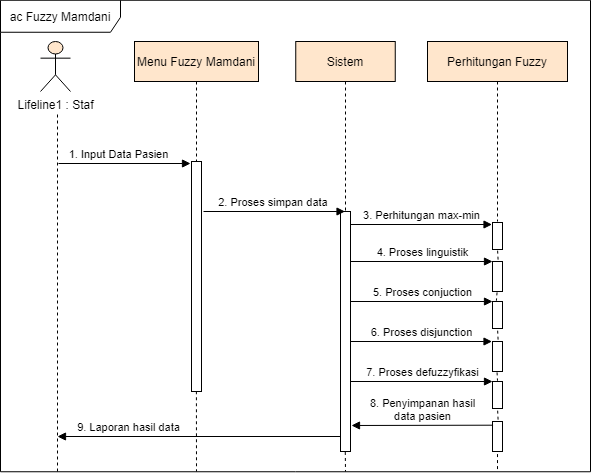 ac Fuzzy Mamdani
Lifeline1 : Staf
Menu Fuzzy Mamdani
Sistem
Perhitungan Fuzzy
1. Input Data Pasien
2. Proses simpan data
3. Perhitungan max-min
4. Proses linguistik
5. Proses conjuction
6. Proses disjunction
7. Proses defuzzyfikasi
8. Penyimpanan hasil
data pasien
9. Laporan hasil data